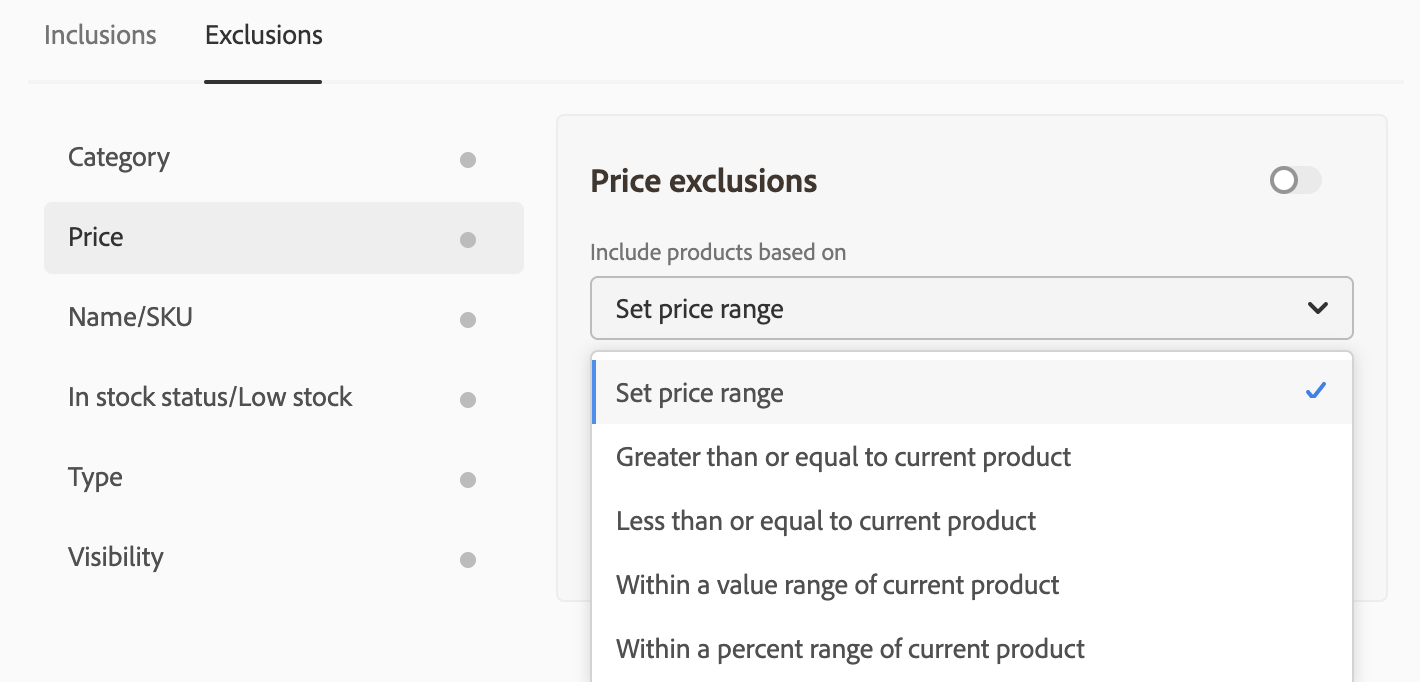 Inclusions
Exclusions
Category
Price
Name/SKU
In stock status/Low stock
Type
Visibility
Price exclusions
Include products based on
Set price range
Set price range
Greater than or equal to current product
Less than or equal to current product
Within a value range of current product
Within a percent range of current product